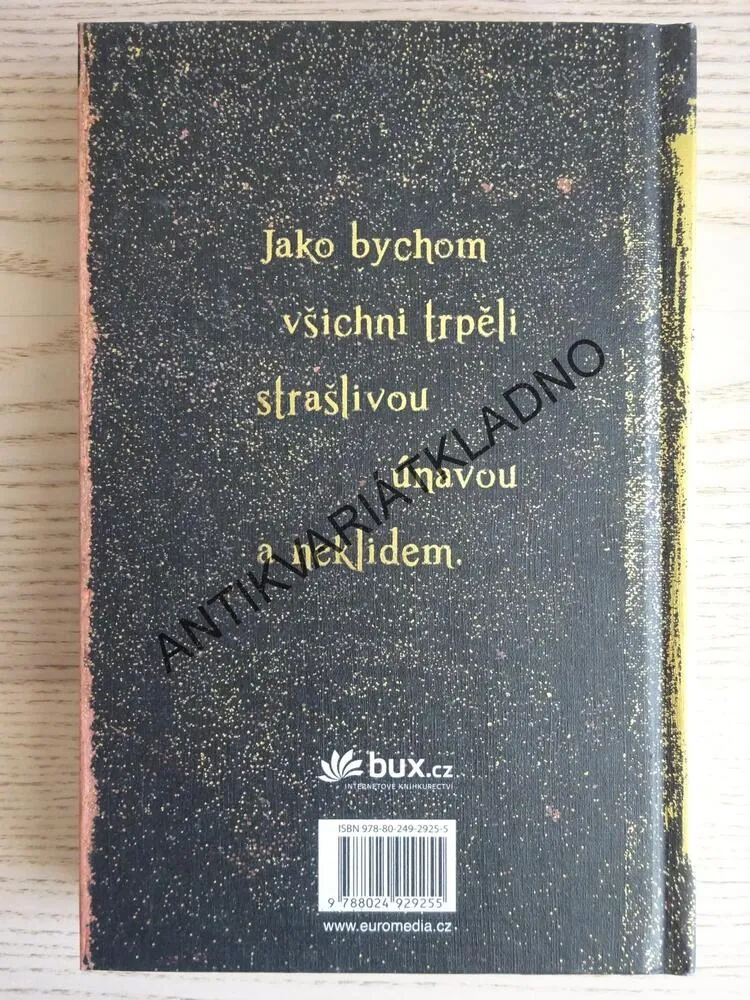 Jako bychom
všichni trpěli
strašlivou
únavou
a neklidem.
ANTIKVARIÁTKLADNO
bux.cz
INTERNETOVÉ KNIHKUPECTVÍ
ISBN 978-80-249-2925-5
9 788024 929255
www.euromedia.cz